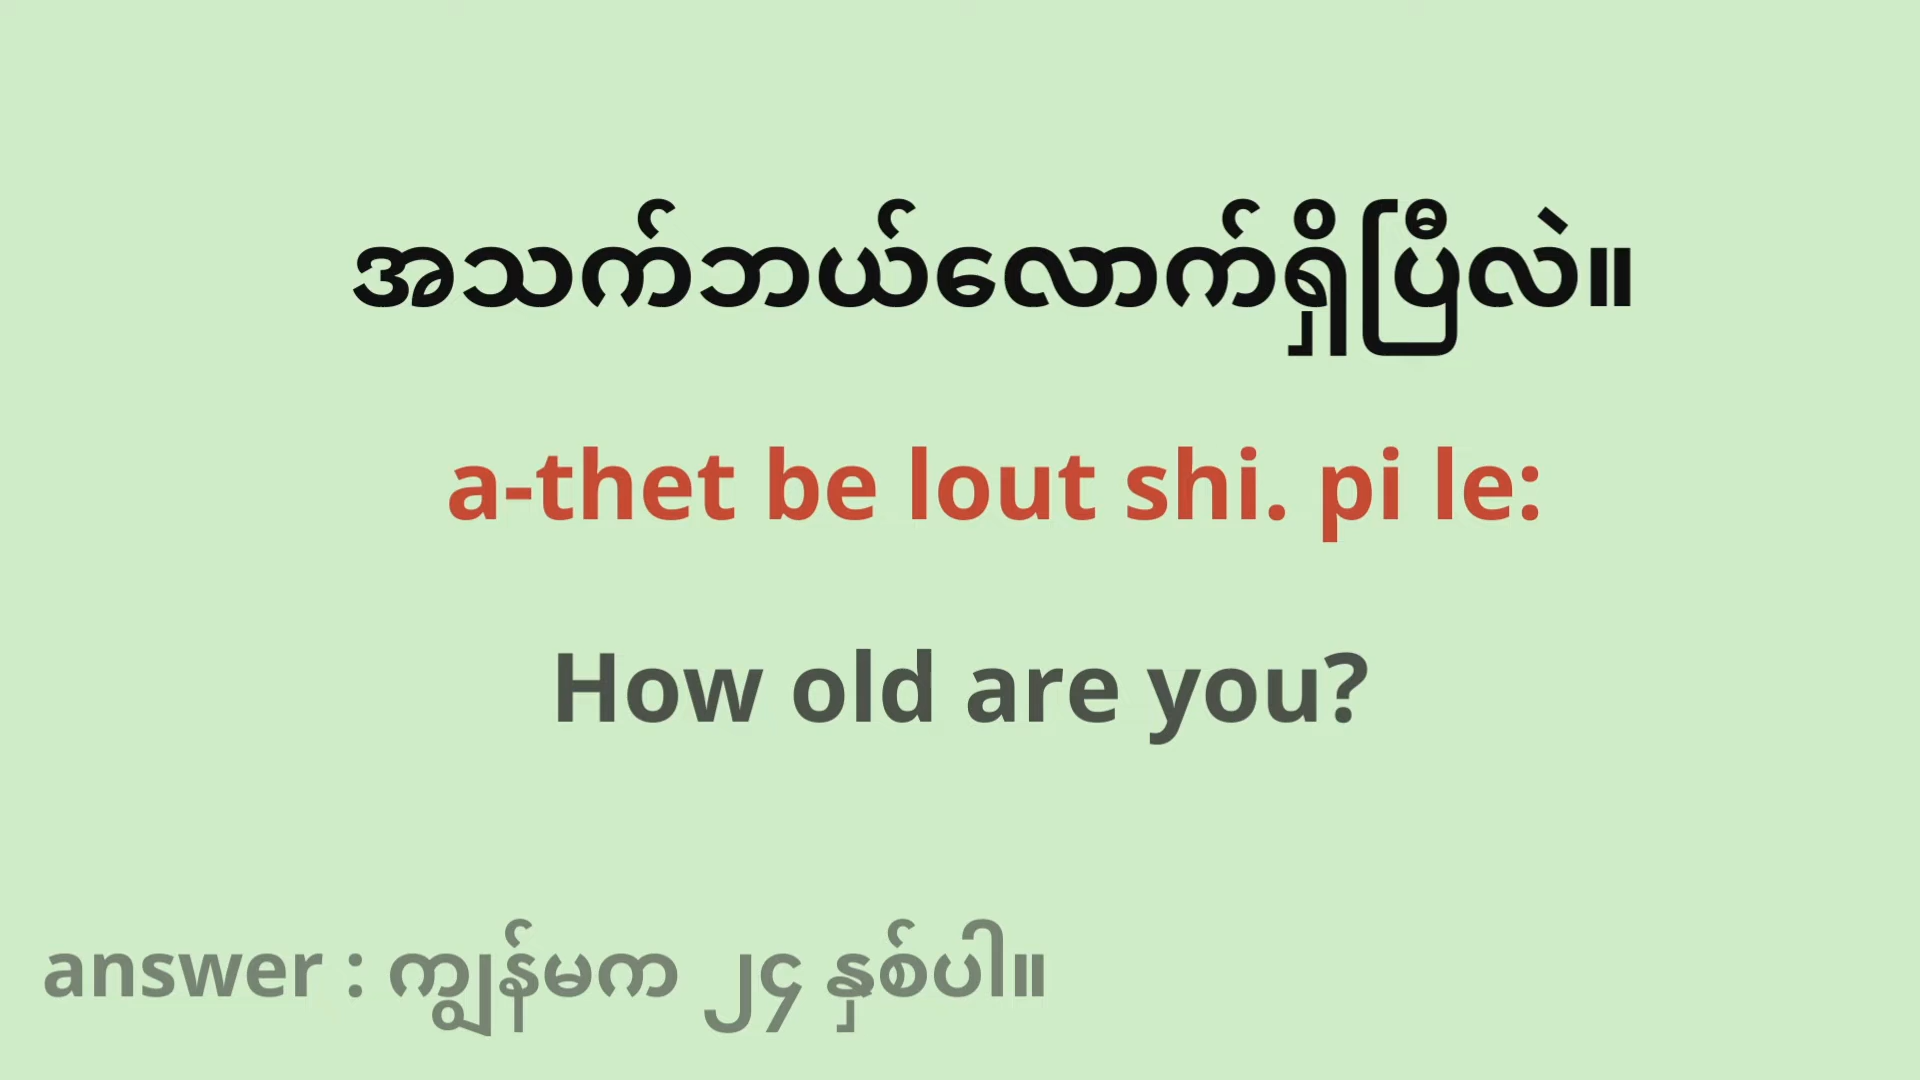 အသက်ဘယ်လောက်ရှိပြီလဲ။
a-thet be lout shi. pi le:
How old are you?
answer : ကျွန်မက ၂၄ နှစ်ပါ။